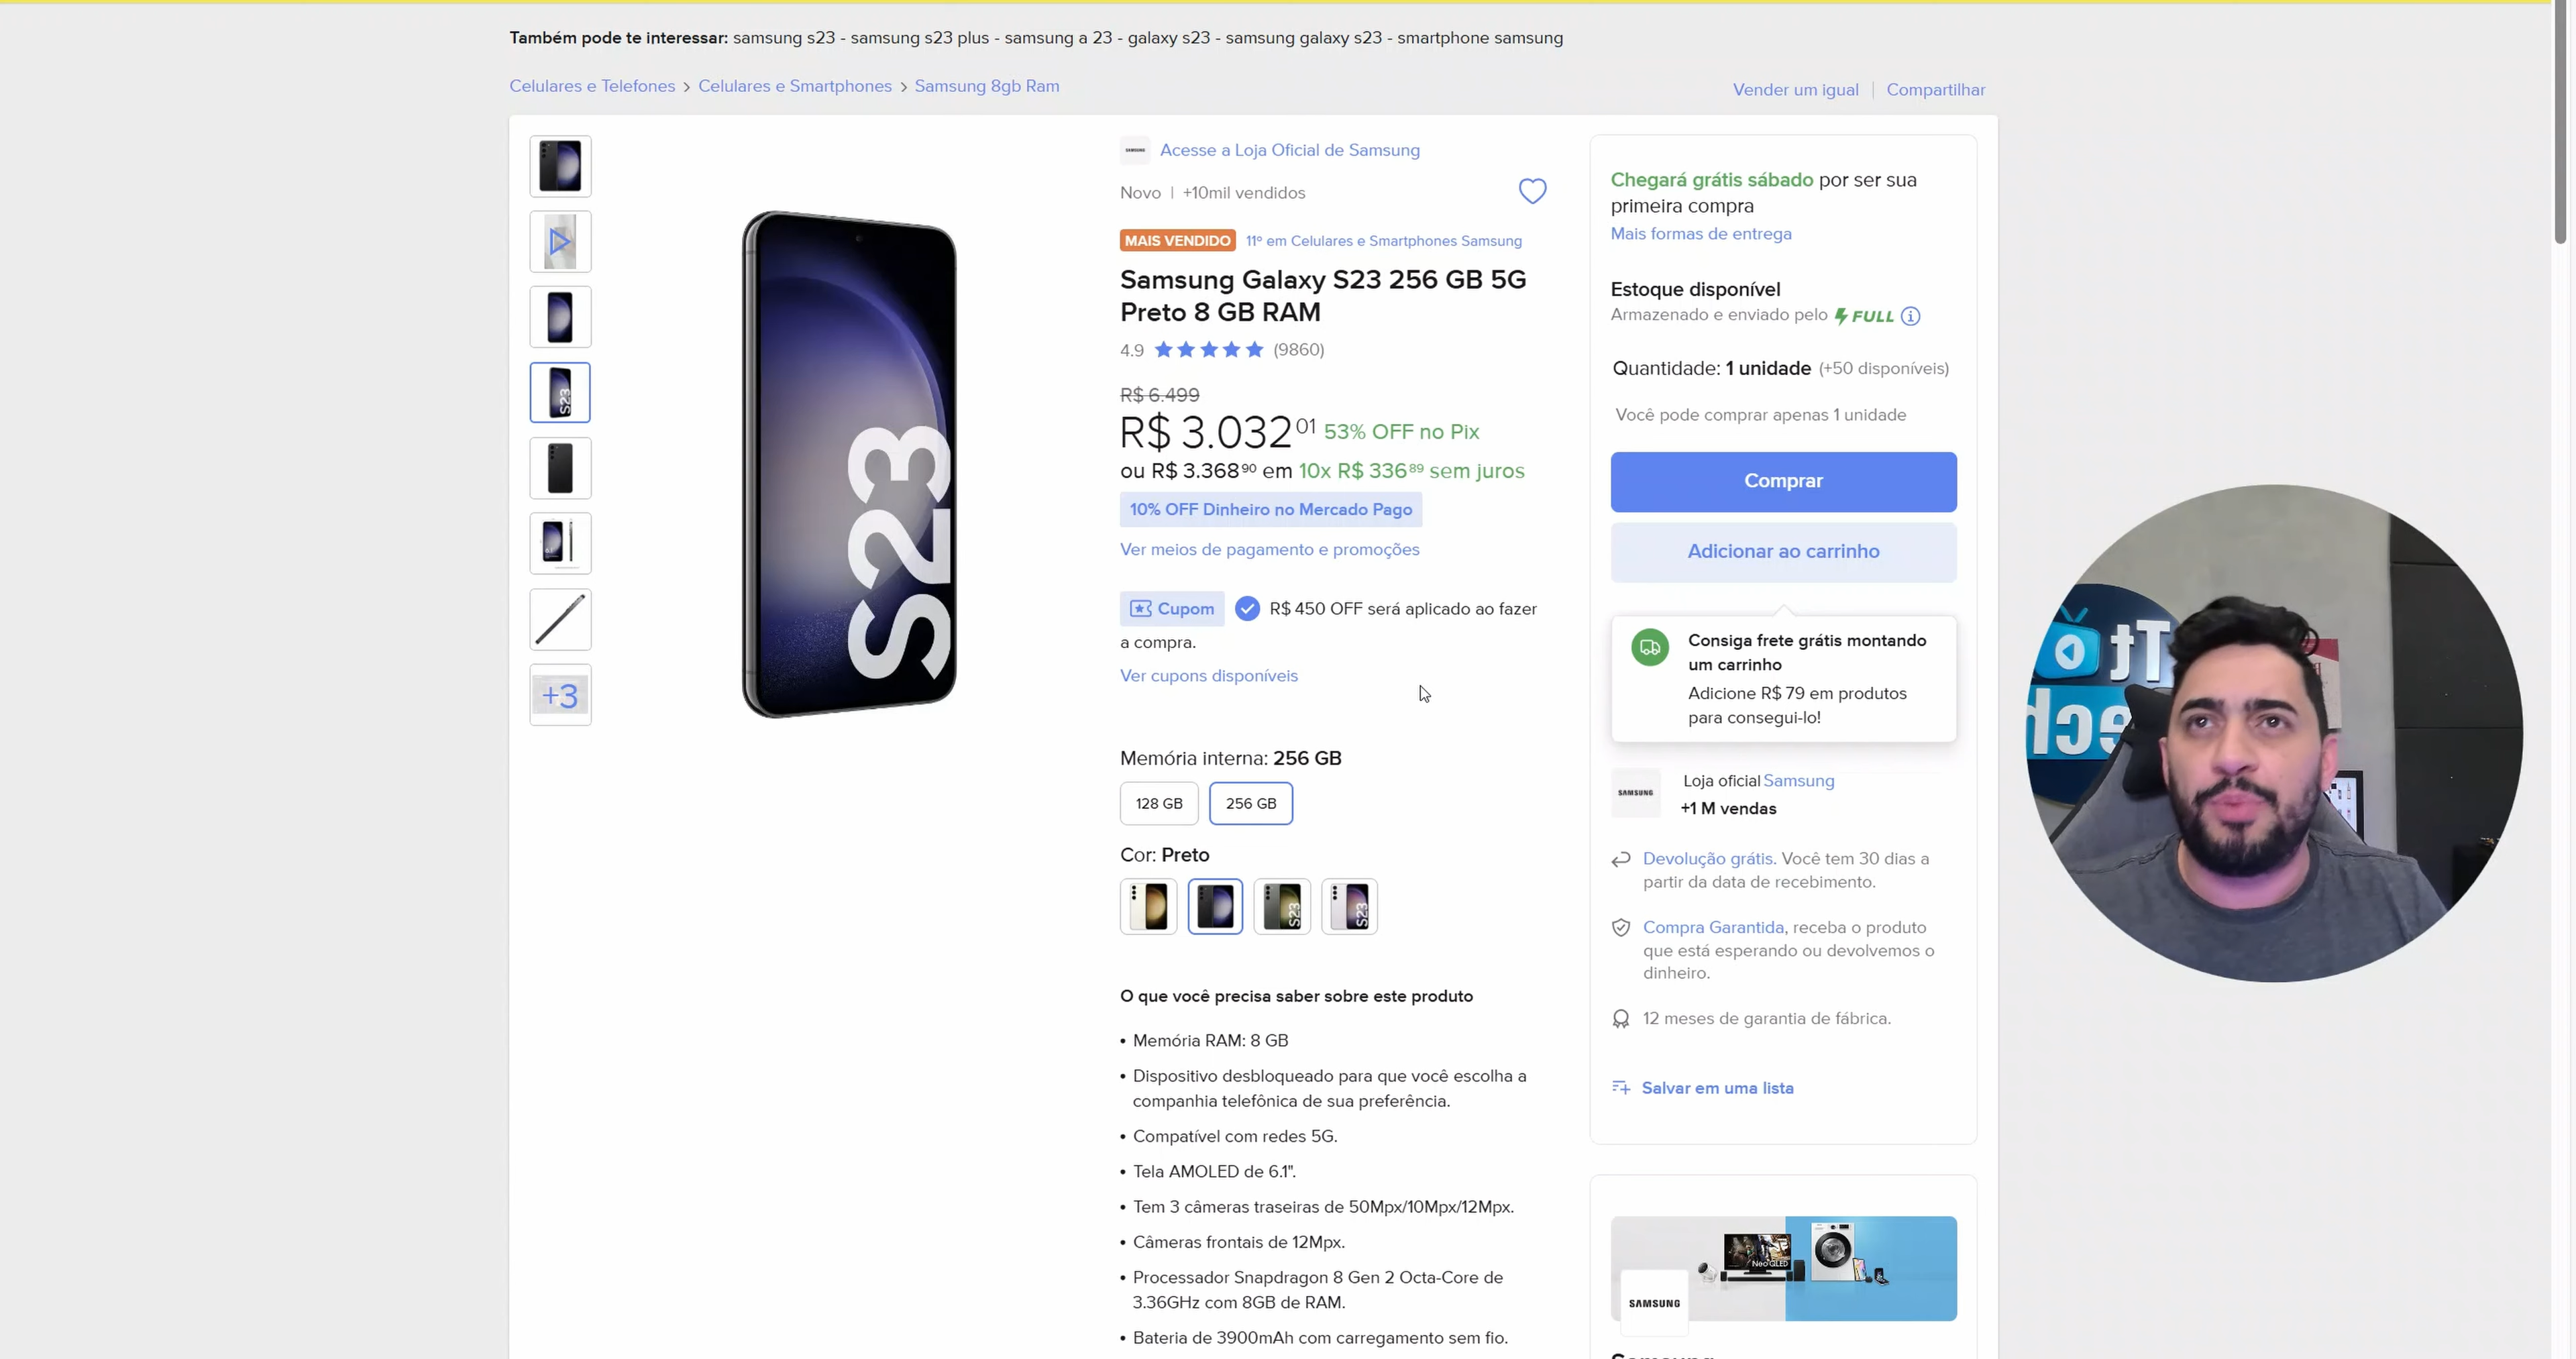 Também pode te interessar: samsung s23 - samsung s23 plus - samsung a 23 - galaxy s23 - samsung galaxy s23 - smartphone samsung
Celulares e Telefones > Celulares e Smartphones > Samsung 8gb Ram
Vender um igual | Compartilhar
SAMSUNG Acesse a Loja Oficial de Samsung
Novo | +10mil vendidos
MAIS VENDIDO 11º em Celulares e Smartphones Samsung
Samsung Galaxy S23 256 GB 5G
Preto 8 GB RAM
4.9 (9860)
R$ 6.499
R$ 3.032 01 53% OFF no Pix
ou R$ 3.368 90 em 10x R$ 336 89 sem juros
10% OFF Dinheiro no Mercado Pago
Ver meios de pagamento e promoções
Cupom R$ 450 OFF será aplicado ao fazer
a compra.
Ver cupons disponíveis
Memória interna: 256 GB
128 GB
256 GB
Cor: Preto
S23
S23
O que você precisa saber sobre este produto
• Memória RAM: 8 GB
• Dispositivo desbloqueado para que você escolha a
companhia telefônica de sua preferência.
• Compatível com redes 5G.
• Tela AMOLED de 6.1".
• Tem 3 câmeras traseiras de 50Mpx/10Mpx/12Mpx.
• Câmeras frontais de 12Mpx.
• Processador Snapdragon 8 Gen 2 Octa-Core de
3.36GHz com 8GB de RAM.
• Bateria de 3900mAh com carregamento sem fio.
S23
S23
+3
Chegará grátis sábado por ser sua
primeira compra
Mais formas de entrega
Estoque disponível
Armazenado e enviado pelo FULL
Quantidade: 1 unidade (+50 disponíveis)
Você pode comprar apenas 1 unidade
Comprar
Adicionar ao carrinho
Consiga frete grátis montando
um carrinho
Adicione R$ 79 em produtos
para consegui-lo!
SAMSUNG
Loja oficial Samsung
+1 M vendas
Devolução grátis. Você tem 30 dias a
partir da data de recebimento.
Compra Garantida, receba o produto
que está esperando ou devolvemos o
dinheiro.
12 meses de garantia de fábrica.
Salvar em uma lista
Neo QLED
SAMSUNG